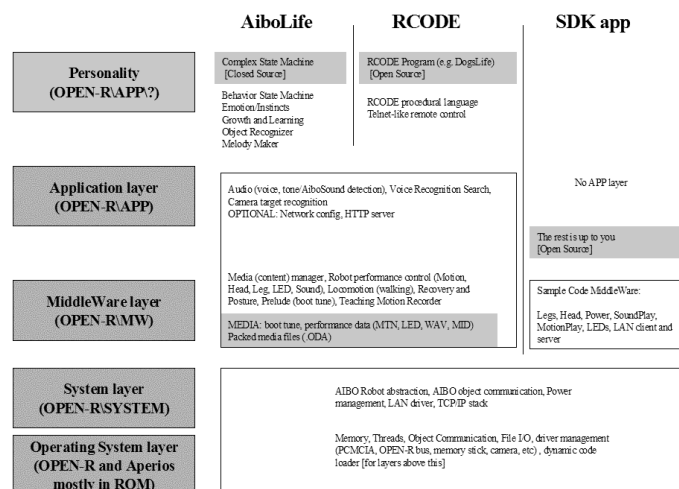 AiboLife
RCODE
SDK app
Personality
(OPEN-R\APP\?)
Complex State Machine
[Closed Source]
Behavior State Machine
Emotion/Instincts
Growth and Learning
Object Recognizer
Melody Maker
RCODE Program (e.g. DogsLife)
[Open Source]
RCODE procedural language
Telnet-like remote control
Application layer
(OPEN-R\APP)
Audio (voice, tone/AiboSound detection), Voice Recognition Search,
Camera target recognition
OPTIONAL: Network config, HTTP server
No APP layer
The rest is up to you
[Open Source]
MiddleWare layer
(OPEN-R\MW)
Media (content) manager, Robot performance control (Motion,
Head, Leg, LED, Sound), Locomotion (walking), Recovery and
Posture, Prelude (boot tune), Teaching Motion Recorder
MEDIA: boot tune, performance data (MTN, LED, WAV, MID)
Packed media files (.ODA)
Sample Code MiddleWare:
Legs, Head, Power, SoundPlay,
MotionPlay, LEDs, LAN client and
server
System layer
(OPEN-R\SYSTEM)
AIBO Robot abstraction, AIBO object communication, Power
management, LAN driver, TCP/IP stack
Operating System layer
(OPEN-R and Aperios
mostly in ROM)
Memory, Threads, Object Communication, File I/O, driver management
(PCMCIA, OPEN-R bus, memory stick, camera, etc) , dynamic code
loader [for layers above this]